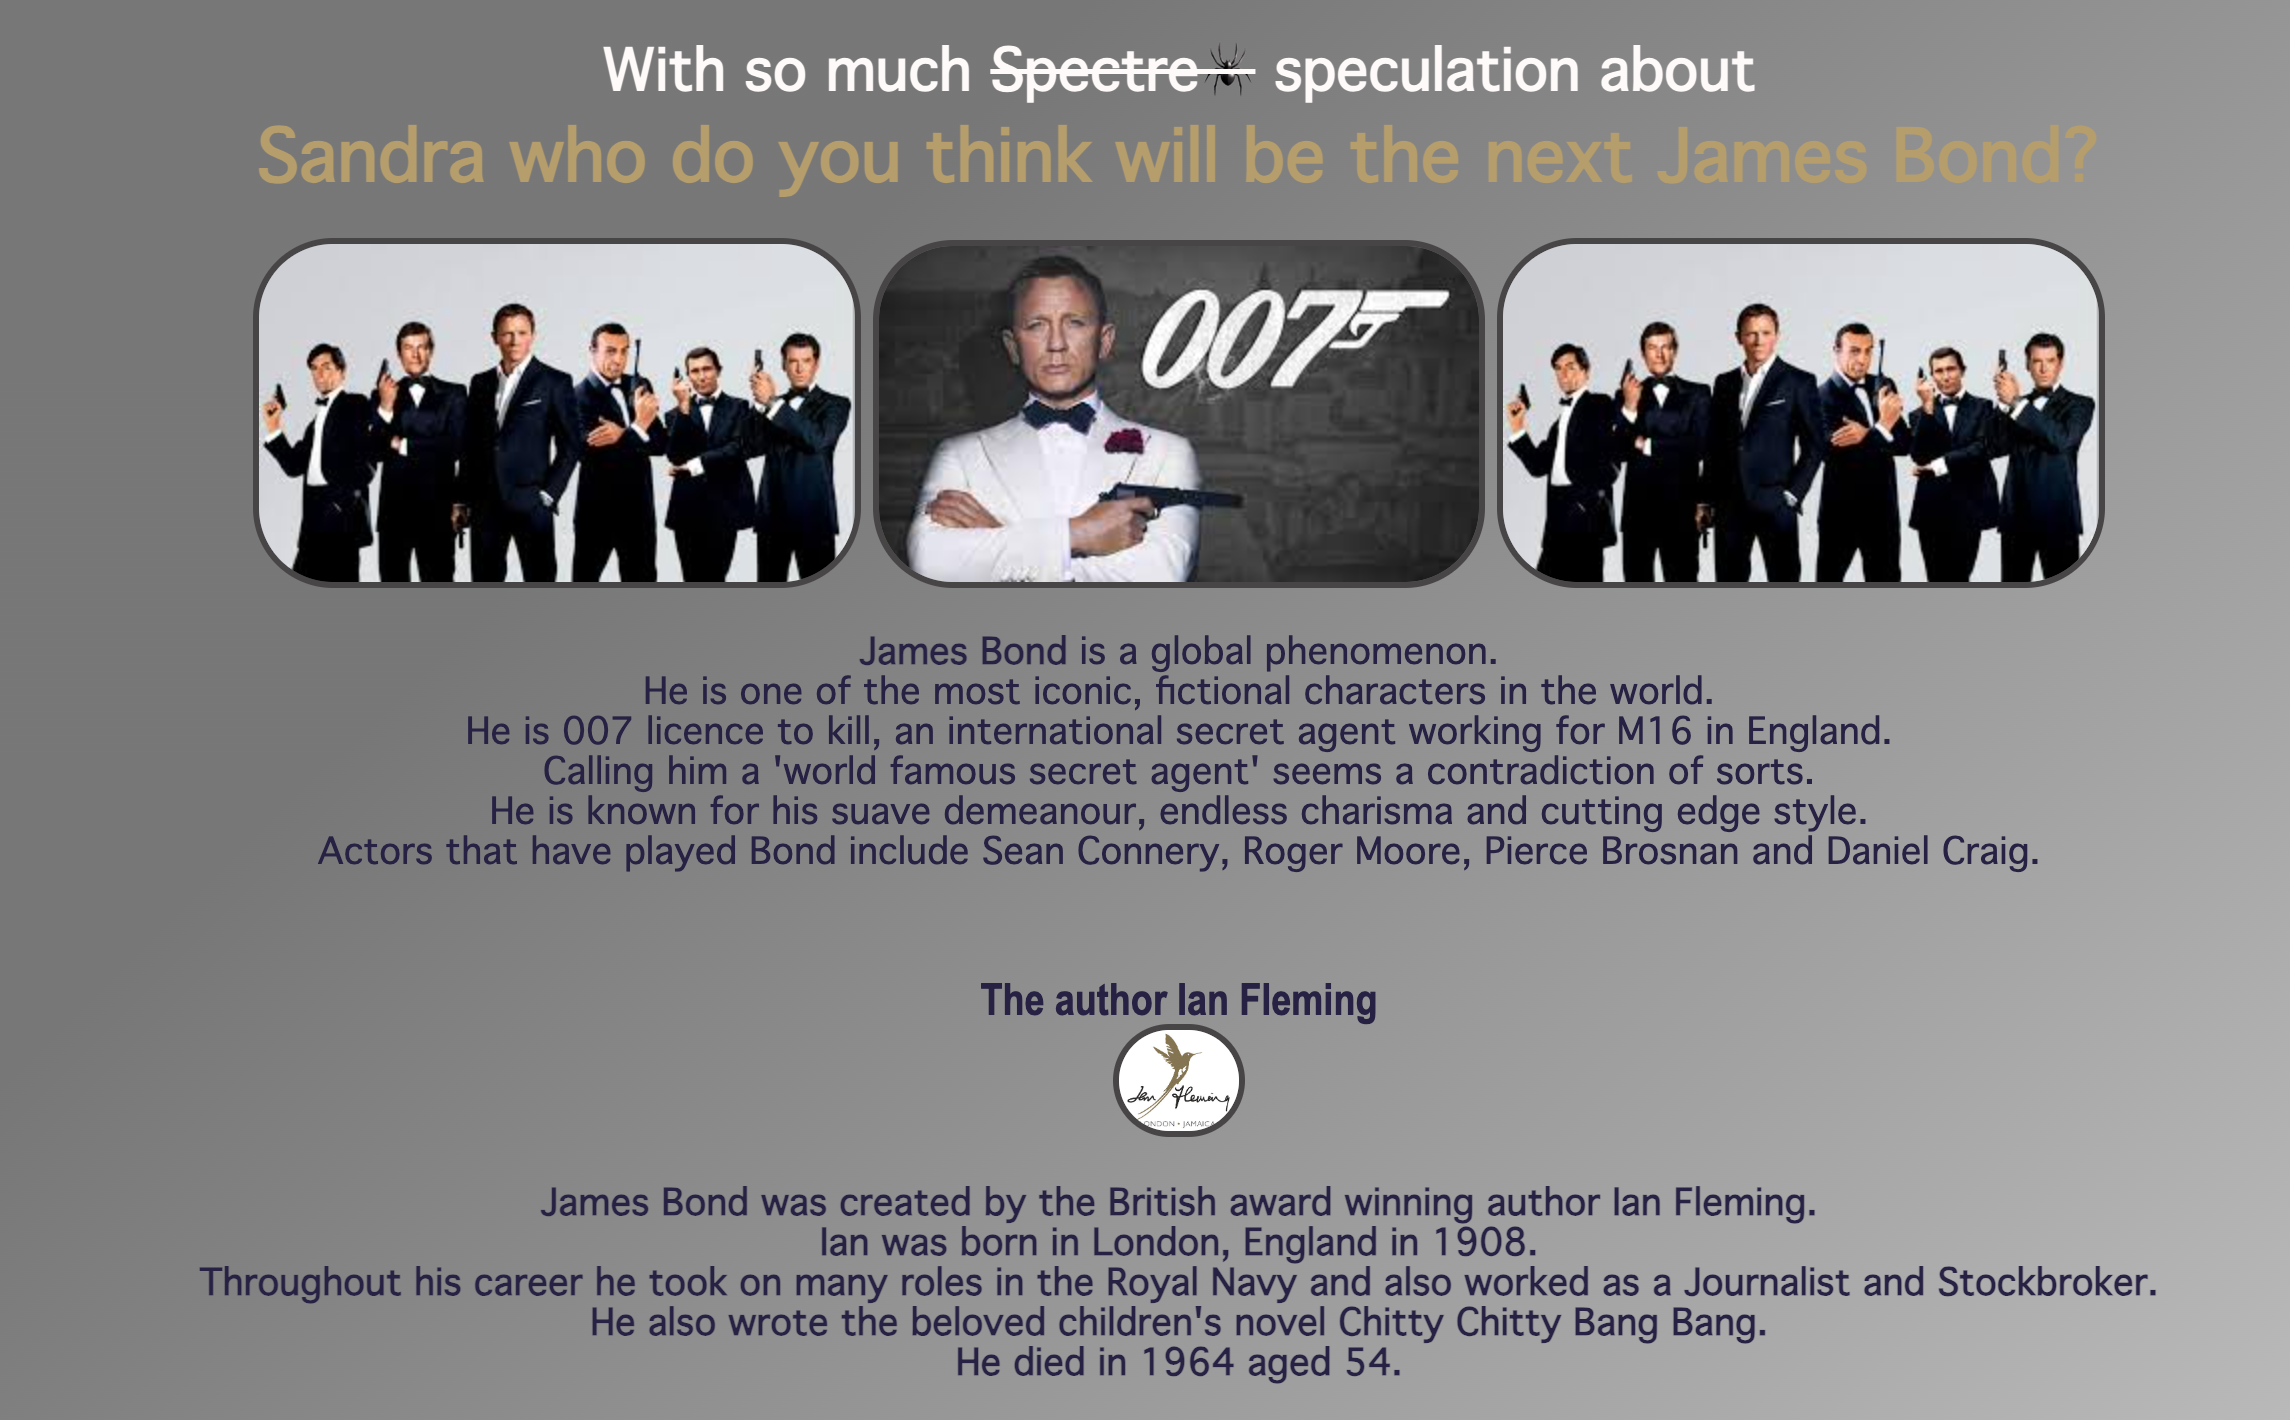 With so much Spectre speculation about
Sandra who do you think will be the next James Bond?
007
James Bond is a global phenomenon.
He is one of the most iconic, fictional characters in the world.
He is 007 licence to kill, an international secret agent working for M16 in England.
Calling him a 'world famous secret agent' seems a contradiction of sorts.
He is known for his suave demeanour, endless charisma and cutting edge style.
Actors that have played Bond include Sean Connery, Roger Moore, Pierce Brosnan and Daniel Craig.
The author Ian Fleming
Ian Fleming
ONDON • JAMAICA
James Bond was created by the British award winning author Ian Fleming.
Ian was born in London, England in 1908.
Throughout his career he took on many roles in the Royal Navy and also worked as a Journalist and Stockbroker.
He also wrote the beloved children's novel Chitty Chitty Bang Bang.
He died in 1964 aged 54.